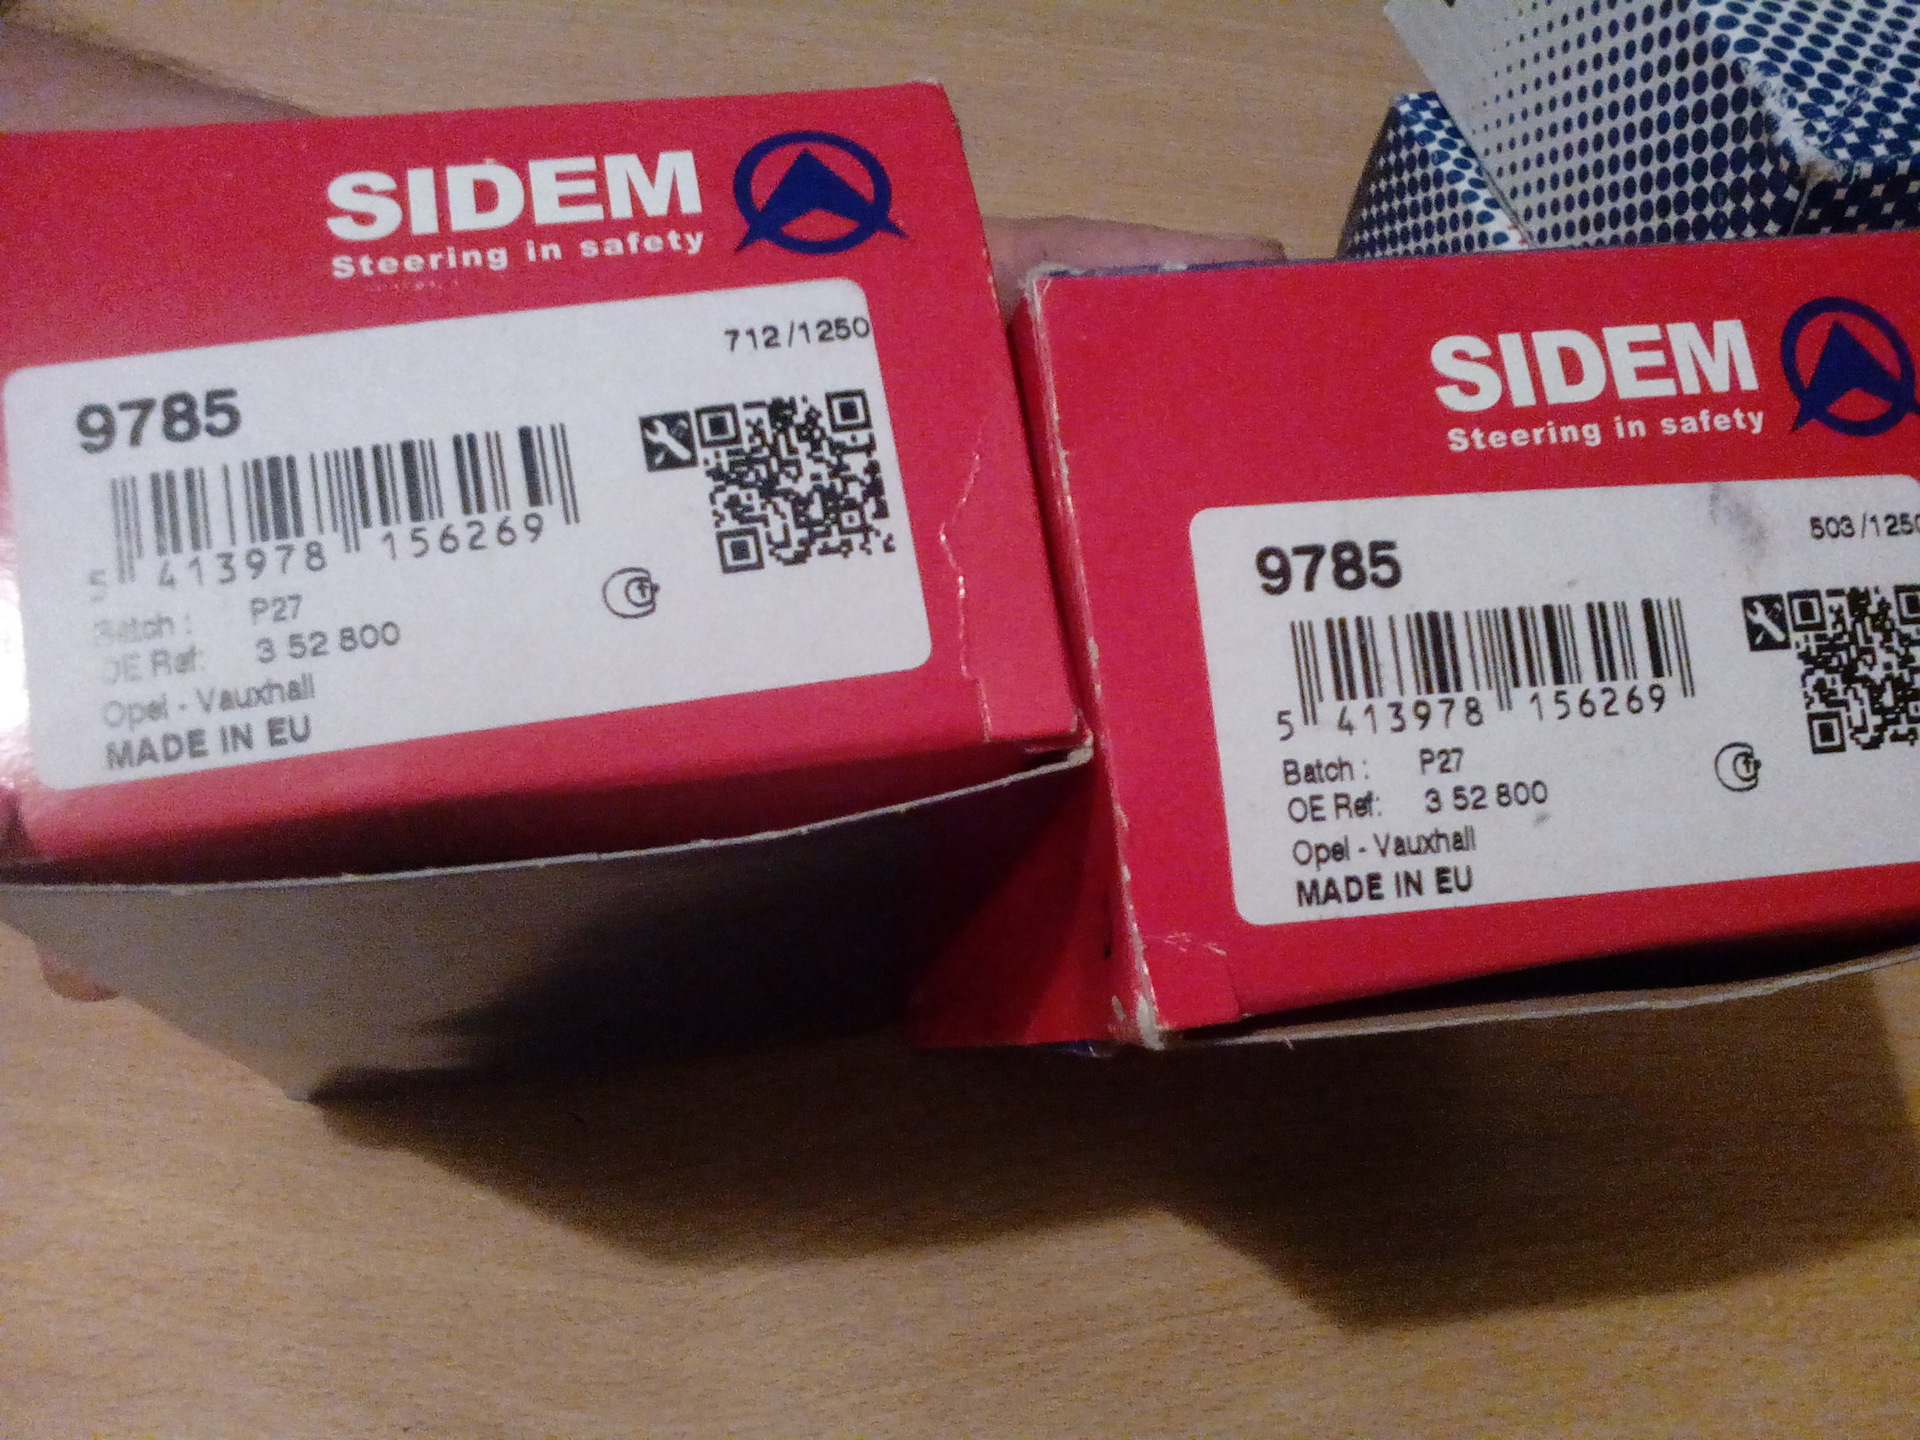 SIDEM
Steering in safety
712/1250
9785
5 413978 156269
Batch : P27
OE Ref: 3 52 800
Opel - Vauxhall
MADE IN EU
SIDEM
Steering in safety
503/1250
9785
5 413978 156269
Batch : P27
OE Ref: 3 52 800
Opel - Vauxhall
MADE IN EU